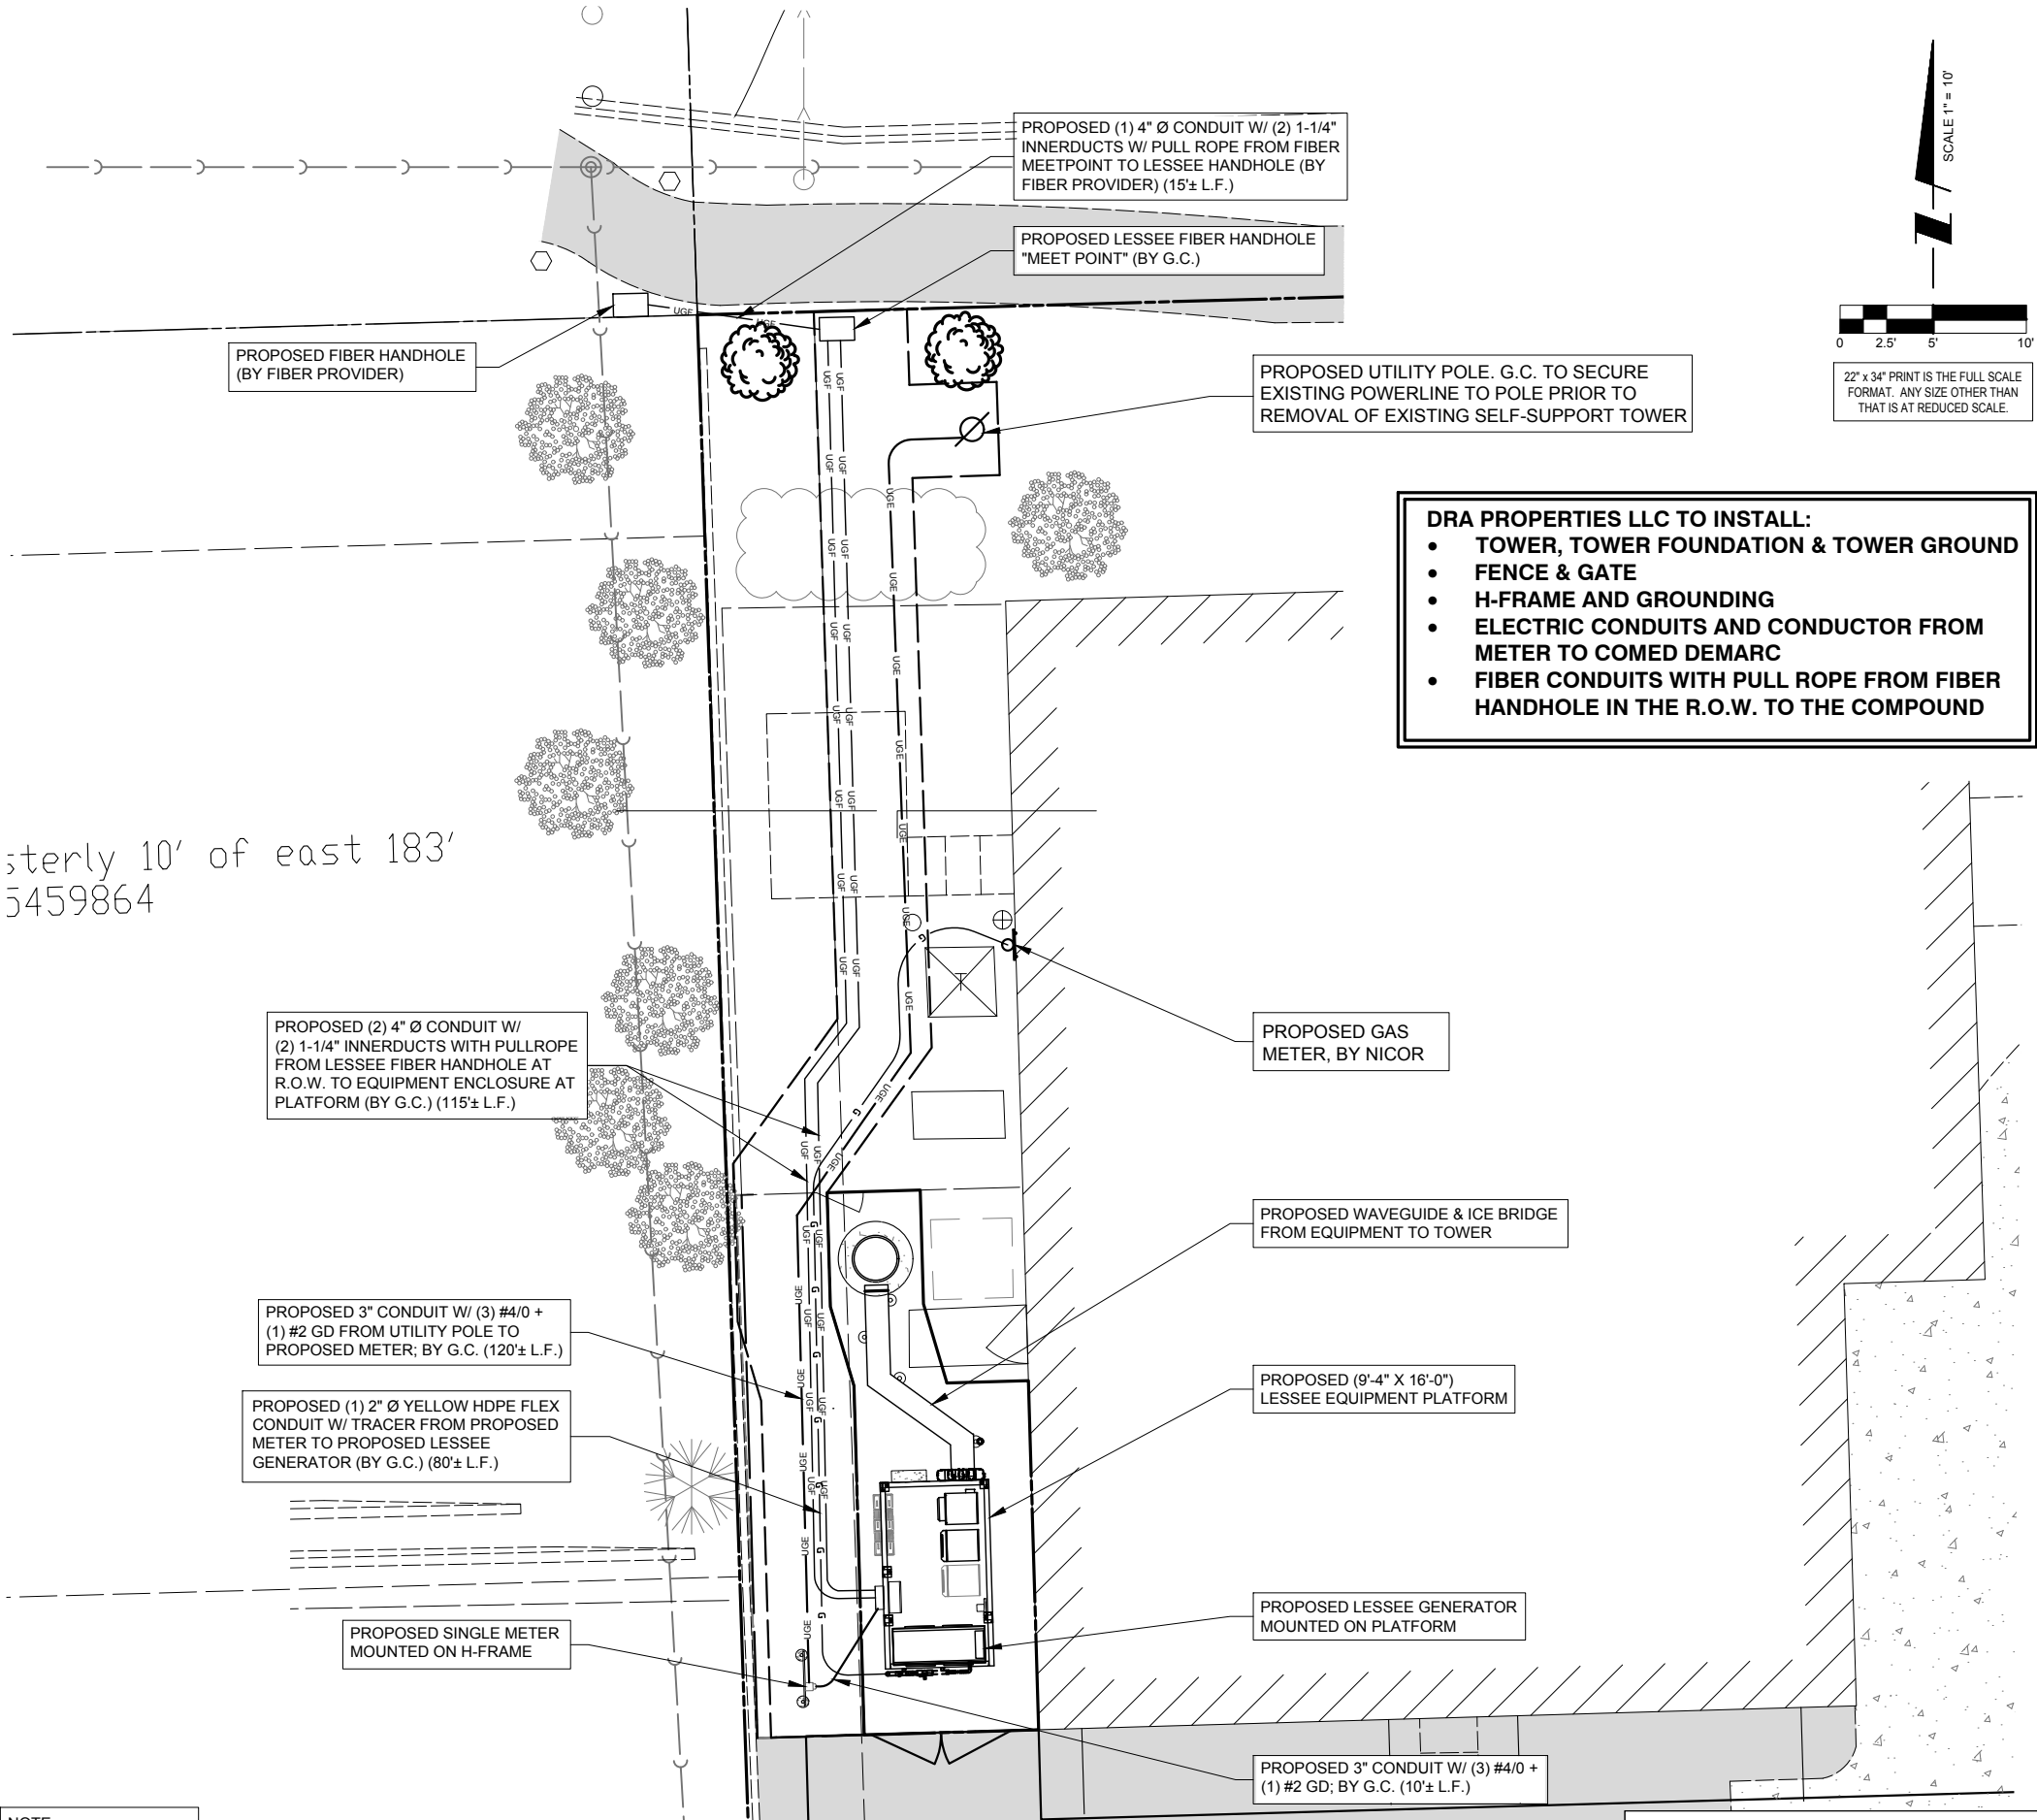 PROPOSED (1) 4" Ø CONDUIT W/ (2) 1-1/4"
INNERDUCTS W/ PULL ROPE FROM FIBER
MEETPOINT TO LESSEE HANDHOLE (BY
FIBER PROVIDER) (15'± L.F.)
PROPOSED LESSEE FIBER HANDHOLE
"MEET POINT" (BY G.C.)
SCALE 1" = 10'
N
0 2.5' 5' 10'
22" x 34" PRINT IS THE FULL SCALE
FORMAT. ANY SIZE OTHER THAN
THAT IS AT REDUCED SCALE.
PROPOSED FIBER HANDHOLE
(BY FIBER PROVIDER)
PROPOSED UTILITY POLE. G.C. TO SECURE
EXISTING POWERLINE TO POLE PRIOR TO
REMOVAL OF EXISTING SELF-SUPPORT TOWER
DRA PROPERTIES LLC TO INSTALL:
• TOWER, TOWER FOUNDATION & TOWER GROUND
• FENCE & GATE
• H-FRAME AND GROUNDING
• ELECTRIC CONDUITS AND CONDUCTOR FROM
METER TO COMED DEMARC
• FIBER CONDUITS WITH PULL ROPE FROM FIBER
HANDHOLE IN THE R.O.W. TO THE COMPOUND
sterly 10' of east 183'
5459864
UGF
UGE
G
T
PROPOSED (2) 4" Ø CONDUIT W/
(2) 1-1/4" INNERDUCTS WITH PULLROPE
FROM LESSEE FIBER HANDHOLE AT
R.O.W. TO EQUIPMENT ENCLOSURE AT
PLATFORM (BY G.C.) (115'± L.F.)
PROPOSED GAS
METER, BY NICOR
PROPOSED WAVEGUIDE & ICE BRIDGE
FROM EQUIPMENT TO TOWER
PROPOSED 3" CONDUIT W/ (3) #4/0 +
(1) #2 GD FROM UTILITY POLE TO
PROPOSED METER; BY G.C. (120'± L.F.)
PROPOSED (9'-4" X 16'-0")
LESSEE EQUIPMENT PLATFORM
PROPOSED (1) 2" Ø YELLOW HDPE FLEX
CONDUIT W/ TRACER FROM PROPOSED
METER TO PROPOSED LESSEE
GENERATOR (BY G.C.) (80'± L.F.)
PROPOSED LESSEE GENERATOR
MOUNTED ON PLATFORM
PROPOSED SINGLE METER
MOUNTED ON H-FRAME
PROPOSED 3" CONDUIT W/ (3) #4/0 +
(1) #2 GD; BY G.C. (10'± L.F.)